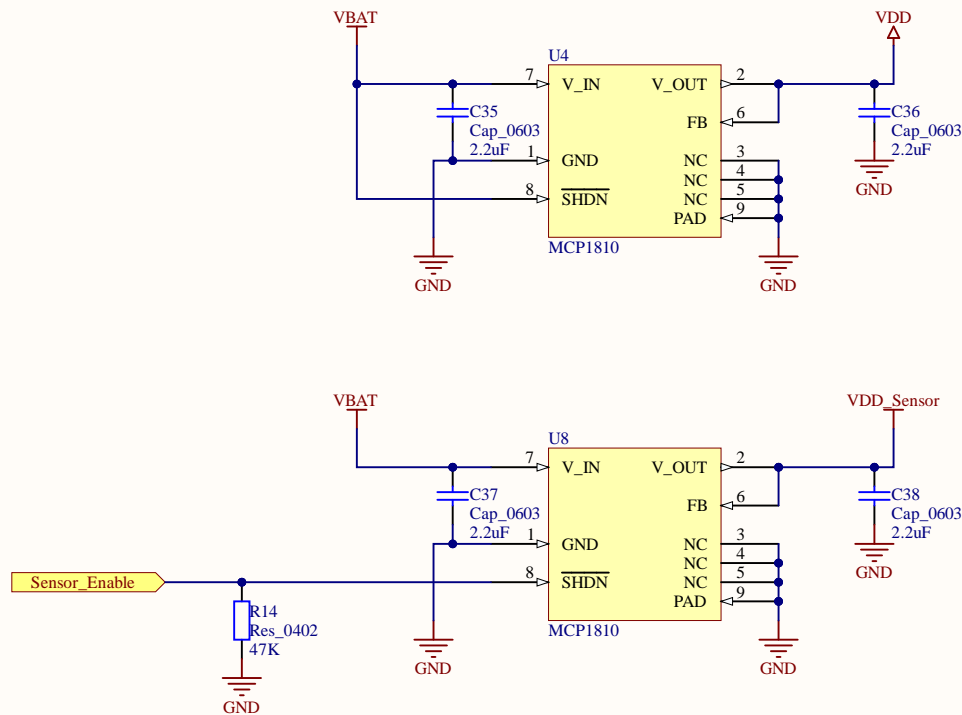 VBAT
VDD
U4
7
V_IN
V_OUT
2
C35
Cap_0603
2.2uF
FB
6
C36
Cap_0603
2.2uF
1
GND
NC
3
NC
4
8
SHDN
NC
5
PAD
9
GND
MCP1810
GND
GND
VBAT
VDD_Sensor
U8
7
V_IN
V_OUT
2
C37
Cap_0603
2.2uF
FB
6
C38
Cap_0603
2.2uF
1
GND
NC
3
NC
4
Sensor_Enable
8
SHDN
NC
5
PAD
9
GND
R14
Res_0402
47K
MCP1810
GND
GND
GND